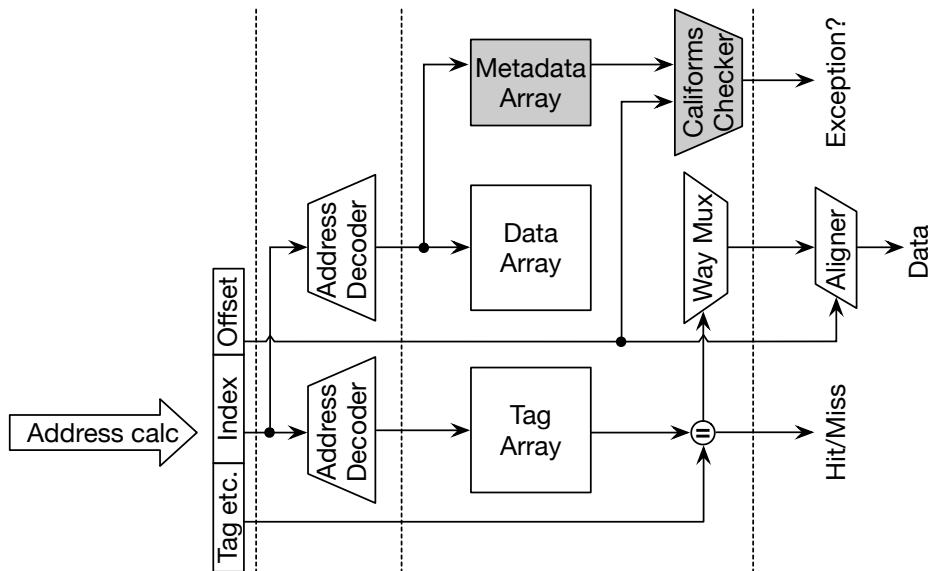 Address calc
Tag etc.
Index
Offset
Address
Decoder
Address
Decoder
Metadata
Array
Data
Array
Tag
Array
Califorms
Checker
Way Mux
=
Aligner
Exception?
Data
Hit/Miss